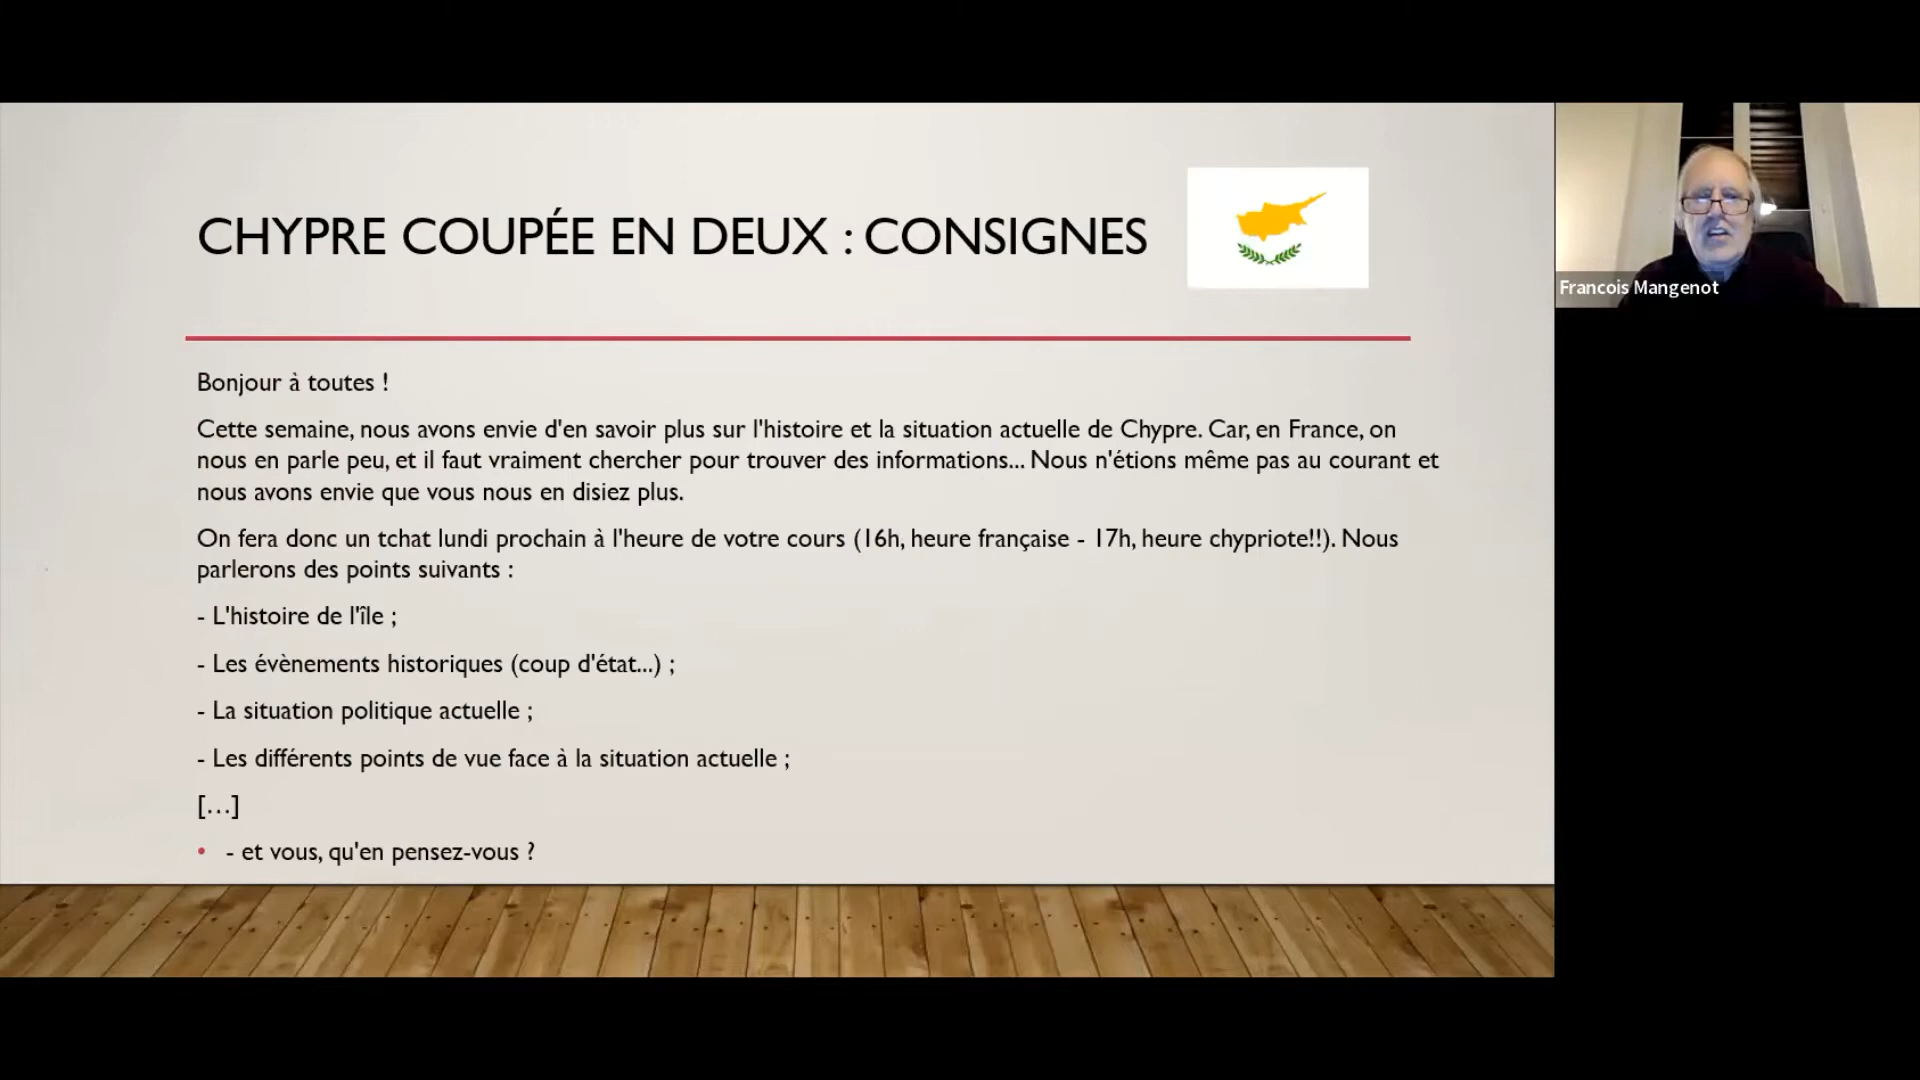 CHYPRE COUPÉE EN DEUX : CONSIGNES
Francois Mangenot
Bonjour à toutes !
Cette semaine, nous avons envie d'en savoir plus sur l'histoire et la situation actuelle de Chypre. Car, en France, on
nous en parle peu, et il faut vraiment chercher pour trouver des informations... Nous n'étions même pas au courant et
nous avons envie que vous nous en disiez plus.
On fera donc un tchat lundi prochain à l'heure de votre cours (16h, heure française - 17h, heure chypriote!!). Nous
parlerons des points suivants :
- L'histoire de l'île ;
- Les évènements historiques (coup d'état...) ;
- La situation politique actuelle ;
- Les différents points de vue face à la situation actuelle ;
[…]
• - et vous, qu'en pensez-vous ?